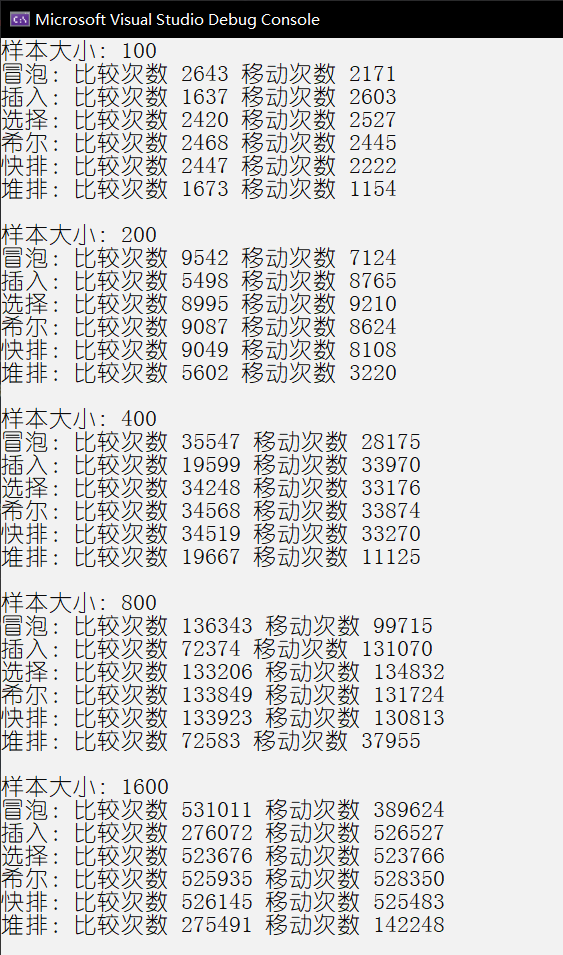 Microsoft Visual Studio Debug Console
样本大小: 100
冒泡: 比较次数 2643 移动次数 2171
插入: 比较次数 1637 移动次数 2603
选择: 比较次数 2420 移动次数 2527
希尔: 比较次数 2468 移动次数 2445
快排: 比较次数 2447 移动次数 2222
堆排: 比较次数 1673 移动次数 1154
样本大小: 200
冒泡: 比较次数 9542 移动次数 7124
插入: 比较次数 5498 移动次数 8765
选择: 比较次数 8995 移动次数 9210
希尔: 比较次数 9087 移动次数 8624
快排: 比较次数 9049 移动次数 8108
堆排: 比较次数 5602 移动次数 3220
样本大小: 400
冒泡: 比较次数 35547 移动次数 28175
插入: 比较次数 19599 移动次数 33970
选择: 比较次数 34248 移动次数 33176
希尔: 比较次数 34568 移动次数 33874
快排: 比较次数 34519 移动次数 33270
堆排: 比较次数 19667 移动次数 11125
样本大小: 800
冒泡: 比较次数 136343 移动次数 99715
插入: 比较次数 72374 移动次数 131070
选择: 比较次数 133206 移动次数 134832
希尔: 比较次数 133849 移动次数 131724
快排: 比较次数 133923 移动次数 130813
堆排: 比较次数 72583 移动次数 37955
样本大小: 1600
冒泡: 比较次数 531011 移动次数 389624
插入: 比较次数 276072 移动次数 526527
选择: 比较次数 523676 移动次数 523766
希尔: 比较次数 525935 移动次数 528350
快排: 比较次数 526145 移动次数 525483
堆排: 比较次数 275491 移动次数 142248